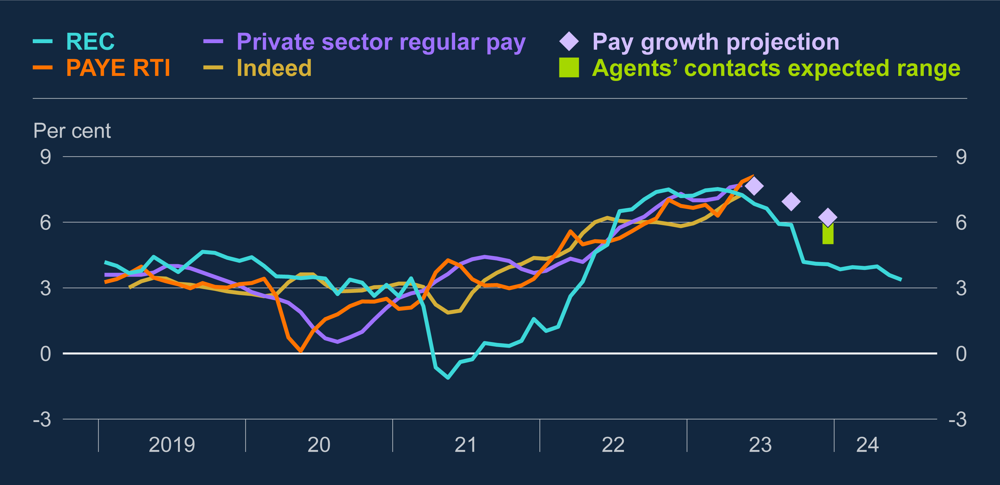 REC Private sector regular pay Pay growth projection
PAYE RTI Indeed Agents’ contacts expected range
Per cent
9 9
6 6
3 3
0 0
-3 -3
2019 20 21 22 23 24